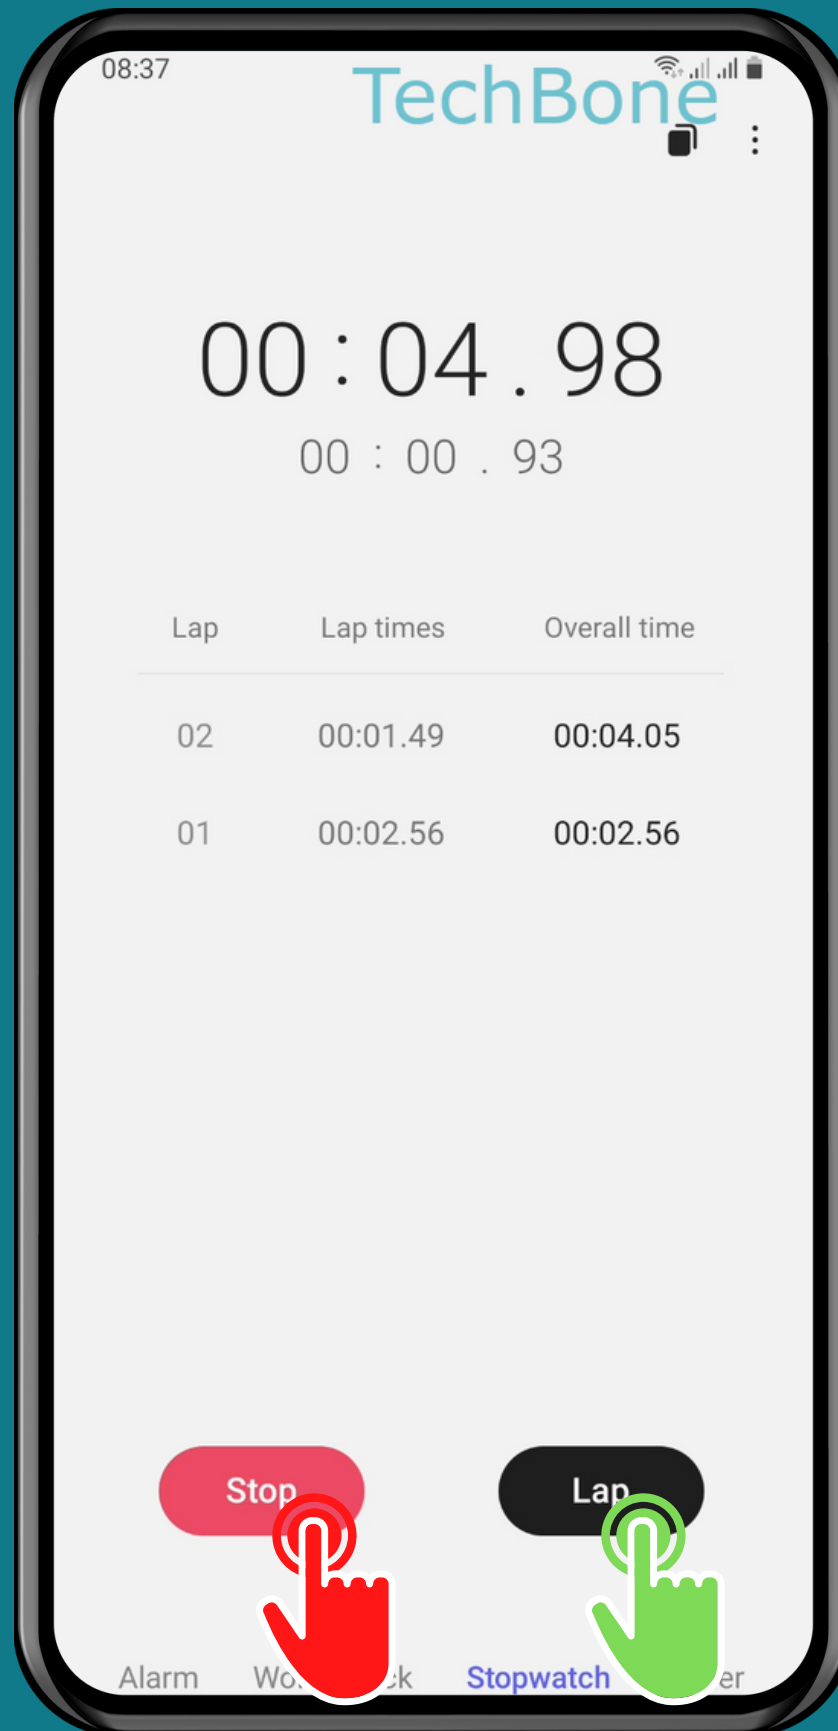 08:37
TechBone
00 : 04 . 98
00 : 00 . 93
Lap Lap times Overall time
02 00:01.49 00:04.05
01 00:02.56 00:02.56
Stop Lap
Alarm Stopwatch